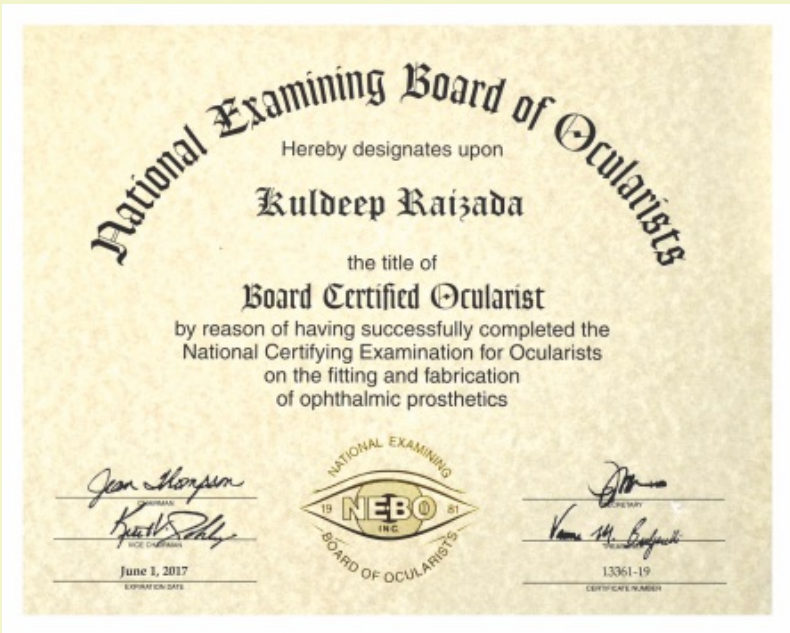 National Examining Board of Ocularists
Hereby designates upon
Kuldeep Raizada
the title of
Board Certified Ocularist
by reason of having successfully completed the
National Certifying Examination for Ocularists
on the fitting and fabrication
of ophthalmic prosthetics
Jean Thompson
CHAIRMAN
VICE CHAIRMAN
June 1, 2017
EXPIRATION DATE
NATIONAL EXAMINING
19 NEBO 81
INC.
BOARD OF OCULARISTS
SECRETARY
13361-19
CERTIFICATE NUMBER